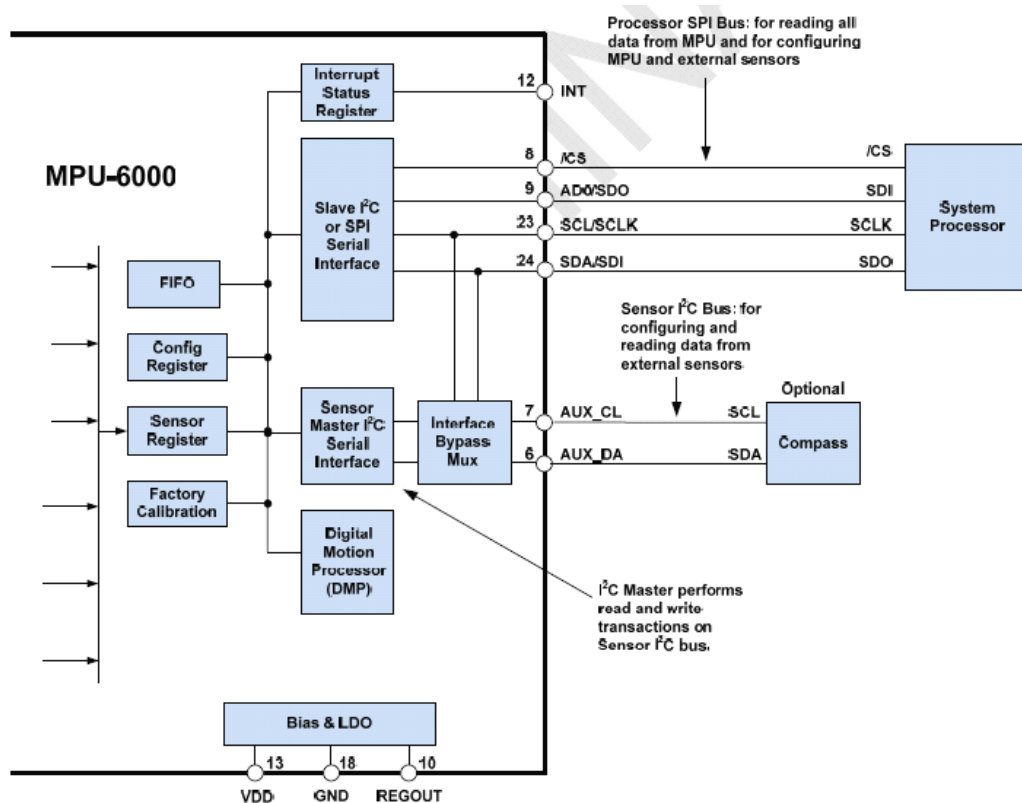 Processor SPI Bus: for reading all
data from MPU and for configuring
MPU and external sensors
Interrupt
Status
Register
12
INT
MPU-6000
Slave I²C
or SPI
Serial
Interface
8
/CS
/CS
9
AD0/SDO
SDI
23
SCL/SCLK
SCLK
24
SDA/SDI
SDO
System
Processor
FIFO
Config
Register
Sensor
Register
Factory
Calibration
Sensor I²C Bus: for
configuring and
reading data from
external sensors
Sensor
Master I²C
Serial
Interface
Interface
Bypass
Mux
7
AUX_CL
SCL
6
AUX_DA
SDA
Optional
Compass
Digital
Motion
Processor
(DMP)
I²C Master performs
read and write
transactions on
Sensor I²C bus.
Bias & LDO
13
18
10
VDD
GND
REGOUT